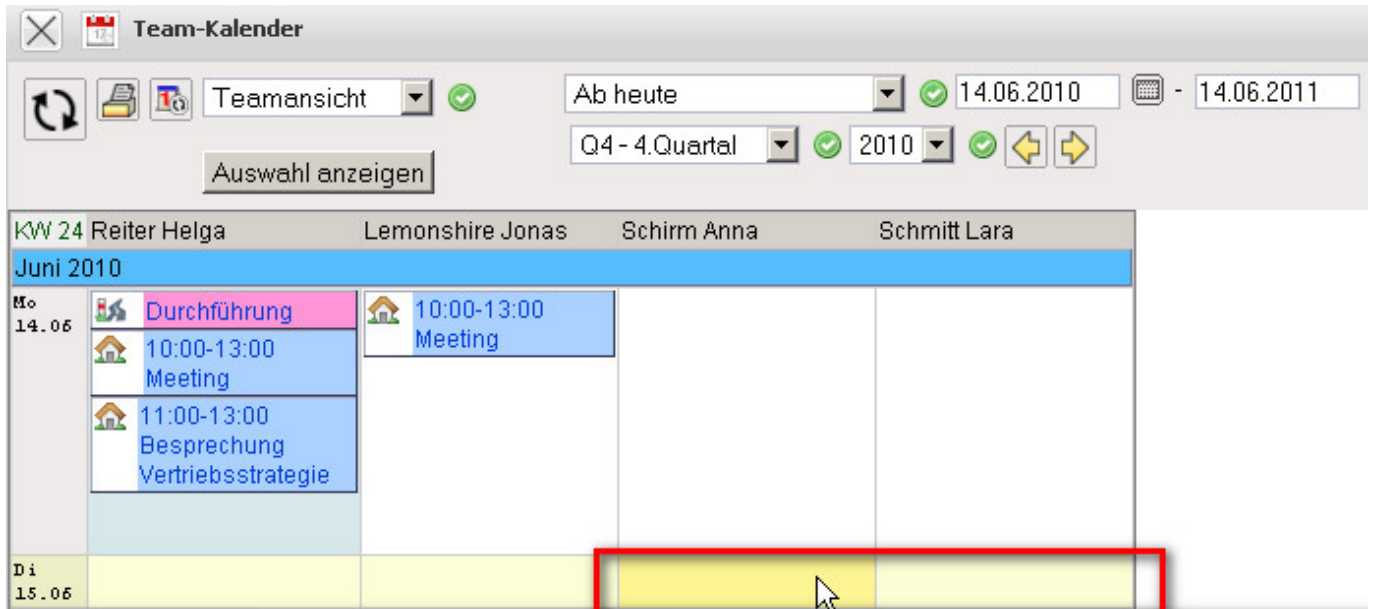 Team-Kalender
Teamansicht Ab heute 14.06.2010 - 14.06.2011
Q4 - 4.Quartal 2010
Auswahl anzeigen
KW 24 Reiter Helga Lemonshire Jonas Schirm Anna Schmitt Lara
Juni 2010
Mo
14.06
Durchführung
10:00-13:00
Meeting
11:00-13:00
Besprechung
Vertriebsstrategie
10:00-13:00
Meeting
Di
15.06